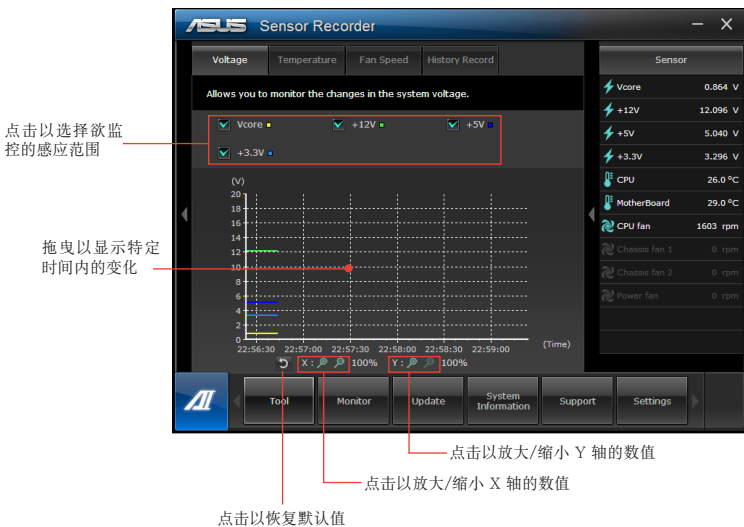 ASUS Sensor Recorder
Voltage
Temperature
Fan Speed
History Record
Allows you to monitor the changes in the system voltage.
Vcore
+12V
+5V
+3.3V
(V)
20
18
16
14
12
10
8
6
4
2
0
22:56:30 22:57:00 22:57:30 22:58:00 22:58:30 22:59:00
(Time)
X : 100%
Y : 100%
Sensor
Vcore 0.864 V
+12V 12.096 V
+5V 5.040 V
+3.3V 3.296 V
CPU 26.0 °C
MotherBoard 29.0 °C
CPU fan 1603 rpm
Chassis fan 1 0 rpm
Chassis fan 2 0 rpm
Power fan 0 rpm
AI
Tool
Monitor
Update
System
Information
Support
Settings
点击以选择欲监
控的感应范围
拖曳以显示特定
时间内的变化
点击以放大/缩小 Y 轴的数值
点击以放大/缩小 X 轴的数值
点击以恢复默认值